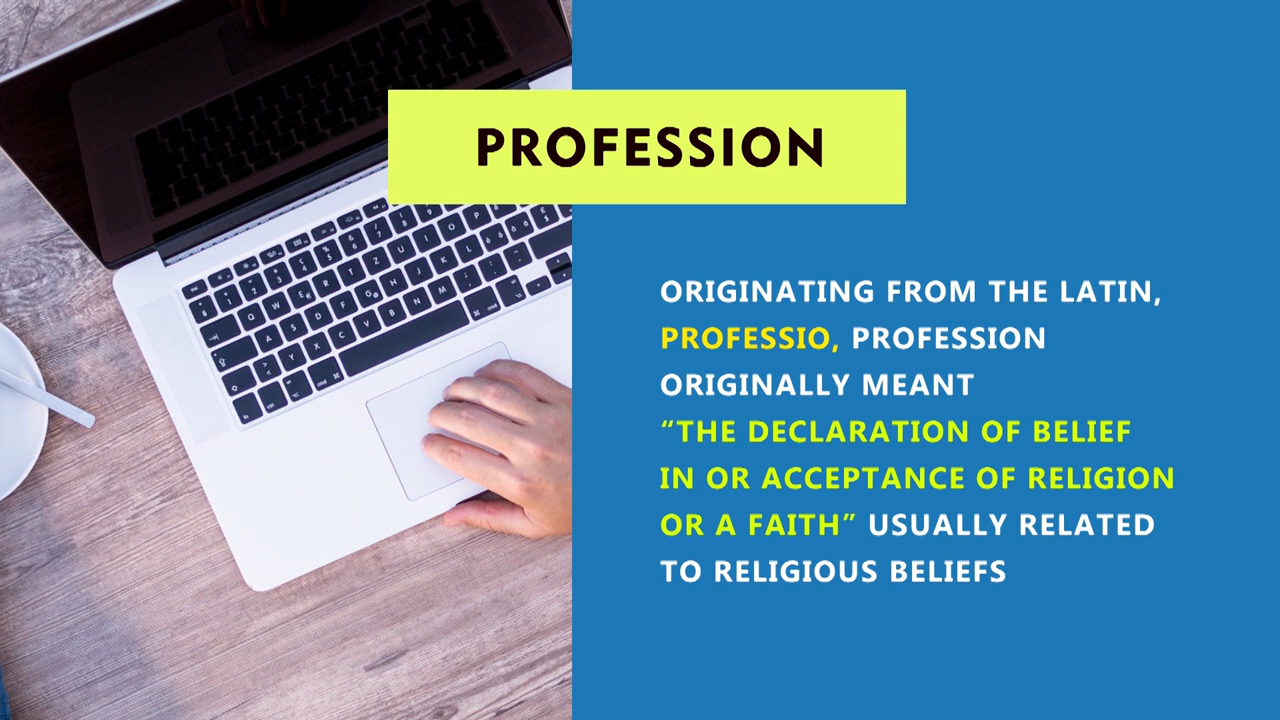 PROFESSION
ORIGINATING FROM THE LATIN,
PROFESSIO, PROFESSION
ORIGINALLY MEANT
“THE DECLARATION OF BELIEF
IN OR ACCEPTANCE OF RELIGION
OR A FAITH” USUALLY RELATED
TO RELIGIOUS BELIEFS